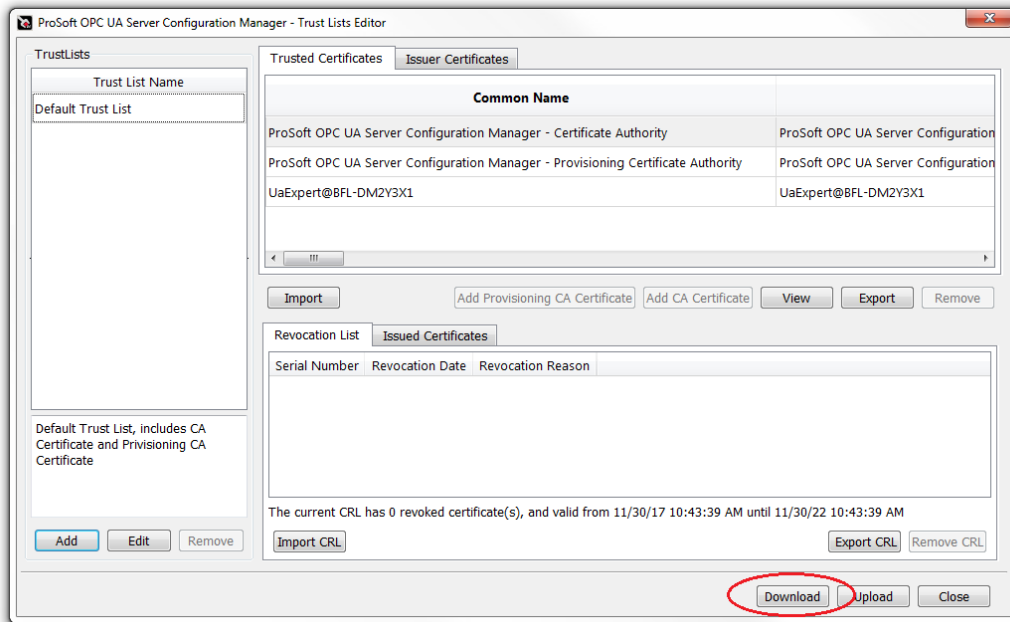 ProSoft OPC UA Server Configuration Manager - Trust Lists Editor
TrustLists
Trust List Name
Default Trust List
Default Trust List, includes CA
Certificate and Privisioning CA
Certificate
Add Edit Remove
Trusted Certificates Issuer Certificates
Common Name
ProSoft OPC UA Server Configuration Manager - Certificate Authority ProSoft OPC UA Server Configuration
ProSoft OPC UA Server Configuration Manager - Provisioning Certificate Authority ProSoft OPC UA Server Configuration
UaExpert@BFL-DM2Y3X1 UaExpert@BFL-DM2Y3X1
Import Add Provisioning CA Certificate Add CA Certificate View Export Remove
Revocation List Issued Certificates
Serial Number Revocation Date Revocation Reason
The current CRL has 0 revoked certificate(s), and valid from 11/30/17 10:43:39 AM until 11/30/22 10:43:39 AM
Import CRL Export CRL Remove CRL
Download Upload Close